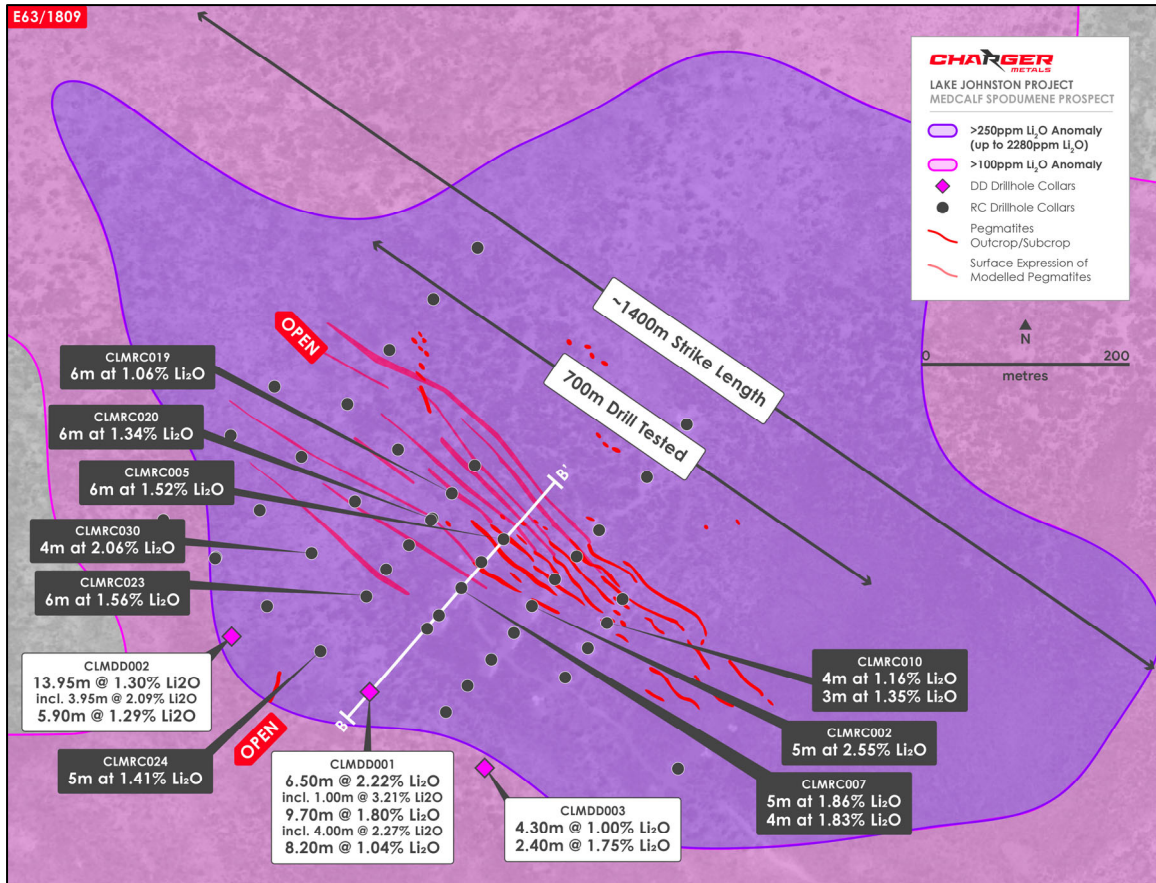 E63/1809
CHARGER
METALS
LAKE JOHNSTON PROJECT
MEDCALF SPODUMENE PROSPECT
>250ppm Li₂O Anomaly
(up to 2280ppm Li₂O)
>100ppm Li₂O Anomaly
DD Drillhole Collars
RC Drillhole Collars
Pegmatites
Outcrop/Subcrop
Surface Expression of
Modelled Pegmatites
N
0 200
metres
~1400m Strike Length
700m Drill Tested
OPEN
CLMRC019
6m at 1.06% Li₂O
CLMRC020
6m at 1.34% Li₂O
CLMRC005
6m at 1.52% Li₂O
CLMRC030
4m at 2.06% Li₂O
CLMRC023
6m at 1.56% Li₂O
B'
B
CLMDD002
13.95m @ 1.30% Li2O
incl. 3.95m @ 2.09% Li2O
5.90m @ 1.29% Li2O
OPEN
CLMRC024
5m at 1.41% Li₂O
CLMDD001
6.50m @ 2.22% Li₂O
incl. 1.00m @ 3.21% Li2O
9.70m @ 1.80% Li₂O
incl. 4.00m @ 2.27% Li2O
8.20m @ 1.04% Li₂O
CLMDD003
4.30m @ 1.00% Li₂O
2.40m @ 1.75% Li₂O
CLMRC010
4m at 1.16% Li₂O
3m at 1.35% Li₂O
CLMRC002
5m at 2.55% Li₂O
CLMRC007
5m at 1.86% Li₂O
4m at 1.83% Li₂O